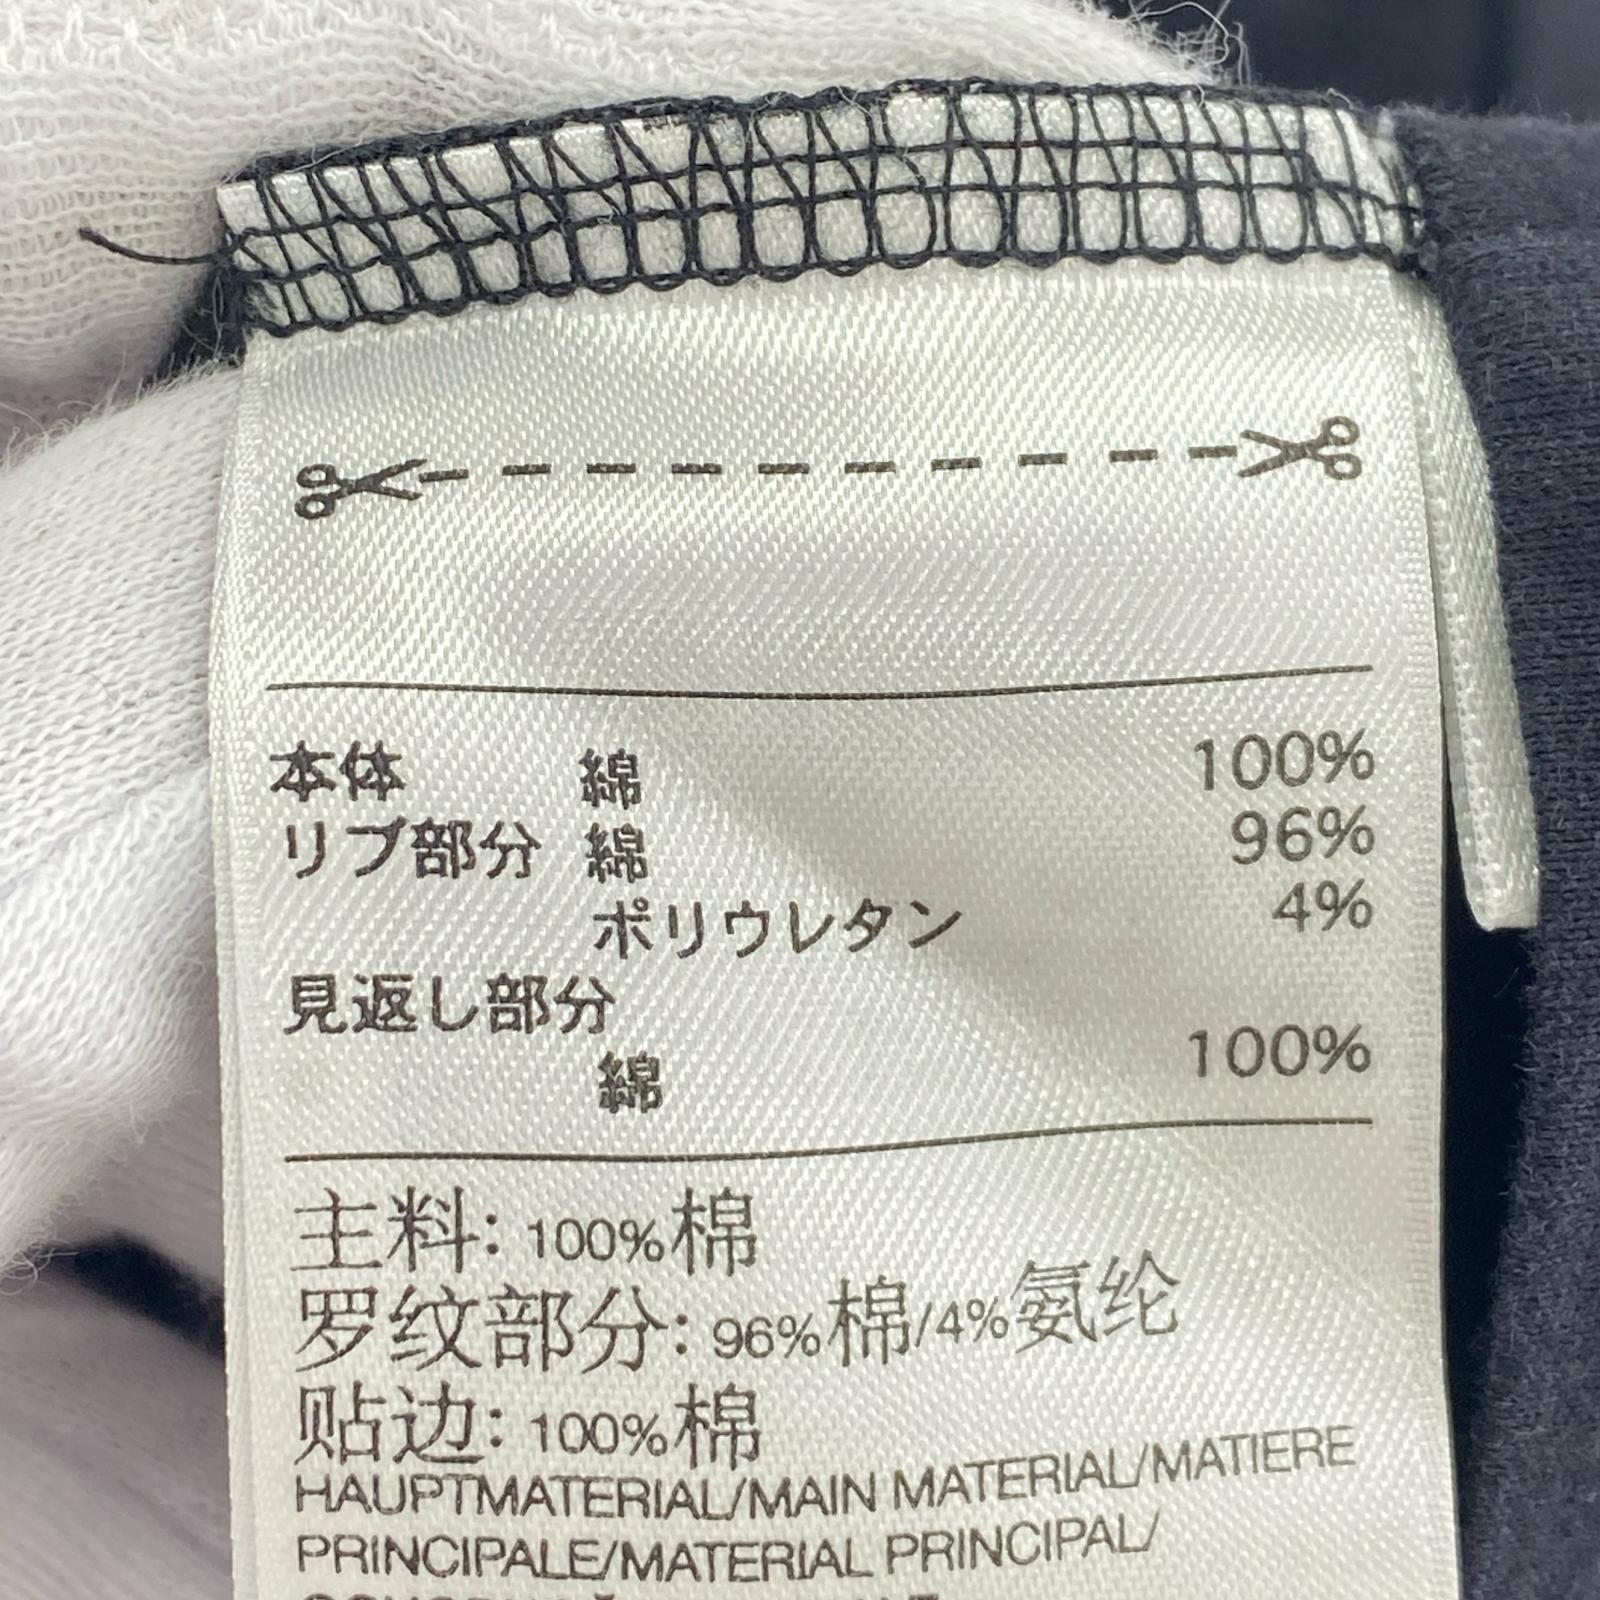 本体 綿 100%
リブ部分 綿 96%
ポリウレタン 4%
見返し部分
綿 100%
主料: 100%棉
罗纹部分: 96%棉/4%氨纶
贴边: 100%棉
HAUPTMATERIAL/MAIN MATERIAL/MATIERE
PRINCIPALE/MATERIAL PRINCIPAL/